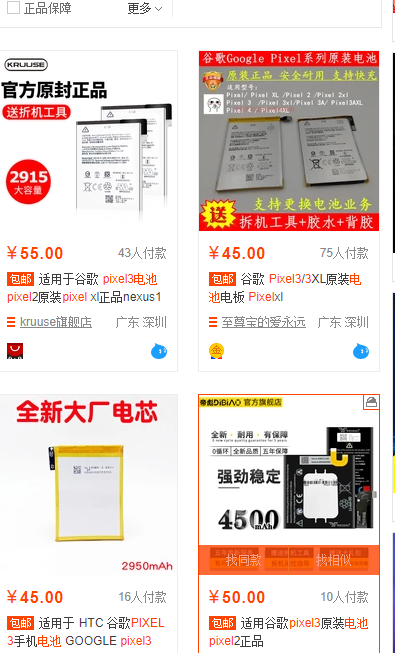 正品保障
更多
KRUUSE
官方原封正品
送拆机工具
2915
大容量
¥55.00
43人付款
包邮 适用于谷歌 pixel3电池
pixel2原装pixel xl正品nexus1
kruuse旗舰店
广东 深圳
谷歌Google Pixel系列原装电池
原装正品 安全耐用 支持快充
适用型号:
Pixel/ Pixel XL /Pixel 2 /Pixel 2xl
Pixel 3 /Pixel 3xl/Pixel 3A/ Pixel3AXL
Pixel 4 / Pixel4XL
支持更换电池业务
送 拆机工具+胶水+背胶
¥45.00
75人付款
包邮 谷歌 Pixel3/3XL原装电
池电板 Pixelxl
至尊宝的爱永远
广东 深圳
全新大厂电芯
2950mAh
¥45.00
16人付款
包邮 适用于 HTC 谷歌PIXEL
3手机电池 GOOGLE pixel3
彪DiBiAO 官方旗舰店
全新 · 耐用 · 有保障
0循环 全新品质 五年保障
强劲稳定
4500mAh
找同款
找相似
¥50.00
10人付款
包邮 适用谷歌pixel3原装电池
pixel2正品